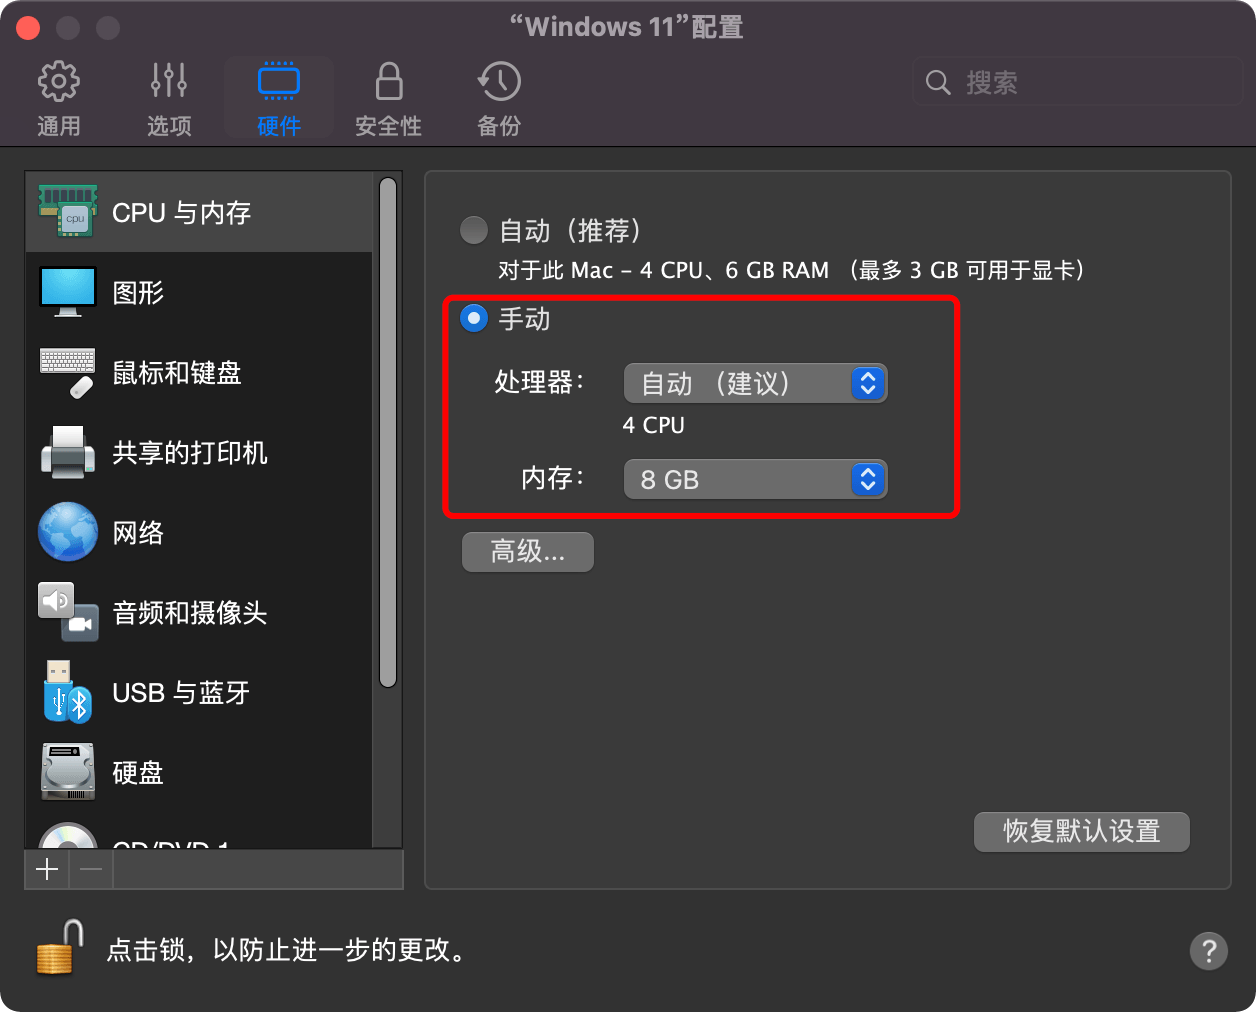 “Windows 11”配置
通用
选项
硬件
安全性
备份
搜索
cpu
CPU 与内存
图形
鼠标和键盘
共享的打印机
网络
音频和摄像头
USB 与蓝牙
硬盘
CD/DVD 1
自动（推荐）
对于此 Mac – 4 CPU、6 GB RAM （最多 3 GB 可用于显卡）
手动
处理器： 自动 （建议）
4 CPU
内存： 8 GB
高级...
恢复默认设置
点击锁，以防止进一步的更改。
?